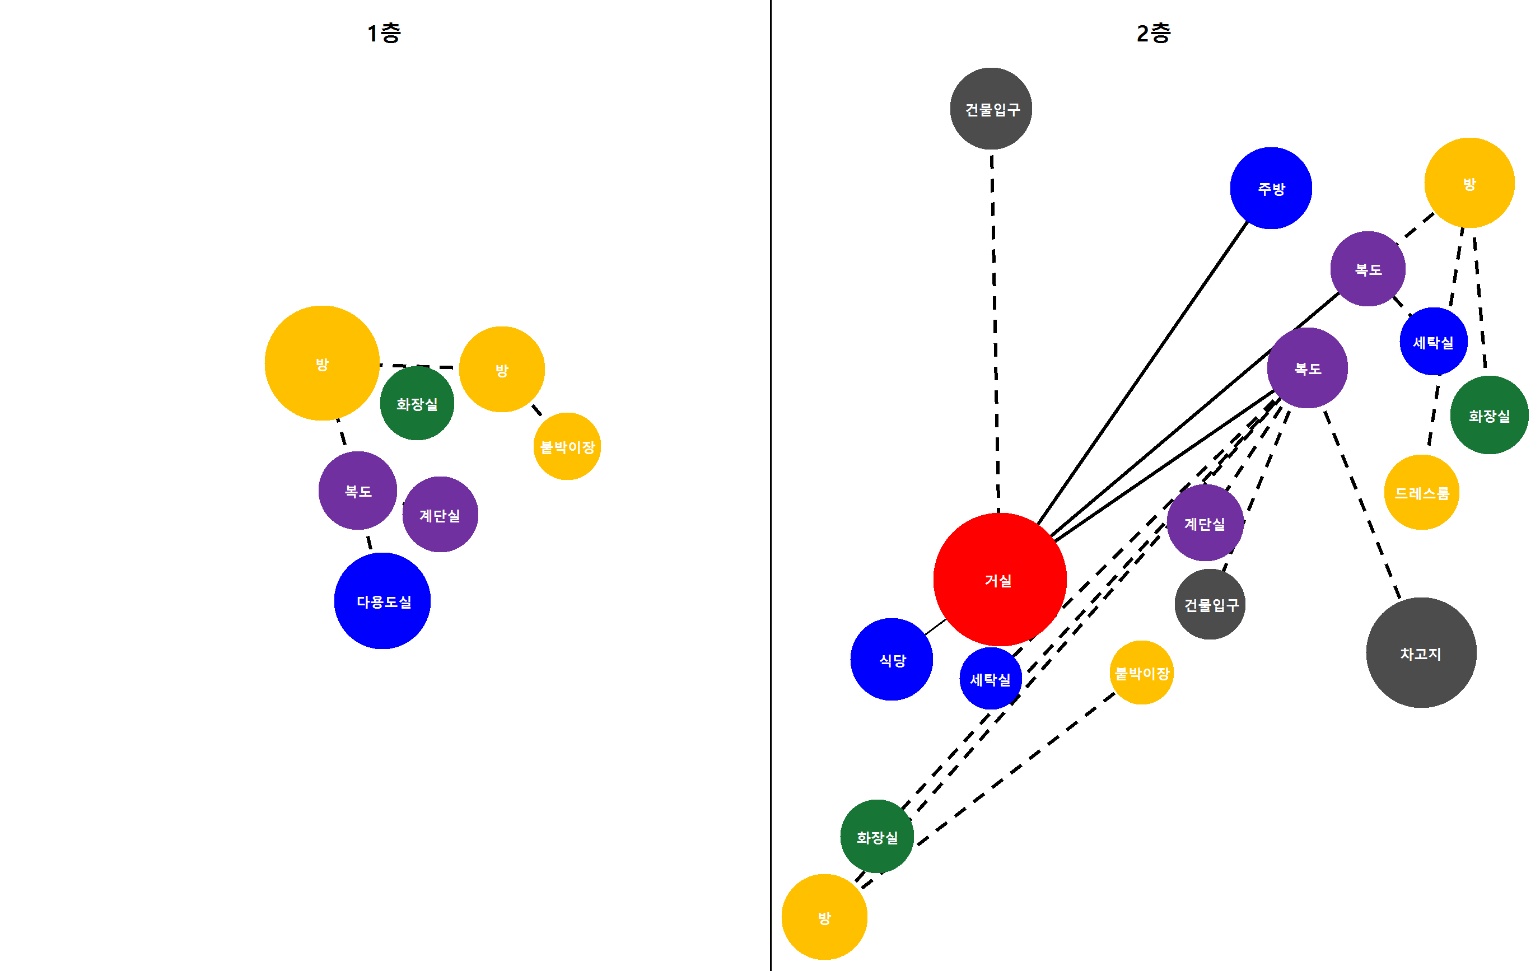 1층
방
방
화장실
붙박이장
복도
계단실
다용도실
2층
건물입구
주방
방
복도
세탁실
복도
화장실
드레스룸
계단실
거실
건물입구
식당
세탁실
붙박이장
차고지
화장실
방